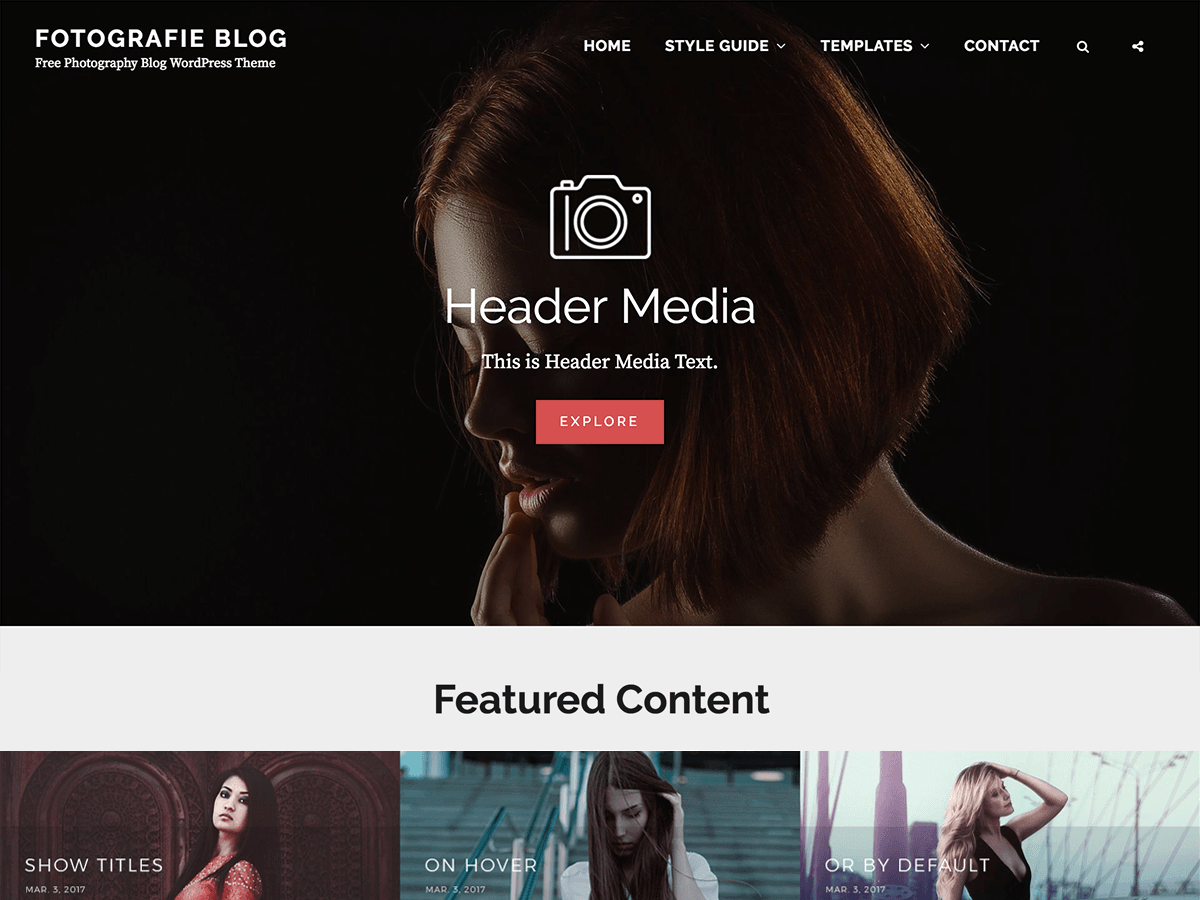 FOTOGRAFIE BLOG
Free Photography Blog WordPress Theme
HOME STYLE GUIDE TEMPLATES CONTACT
Header Media
This is Header Media Text.
EXPLORE
Featured Content
SHOW TITLES
MAR. 3, 2017
ON HOVER
MAR. 3, 2017
OR BY DEFAULT
MAR. 3, 2017